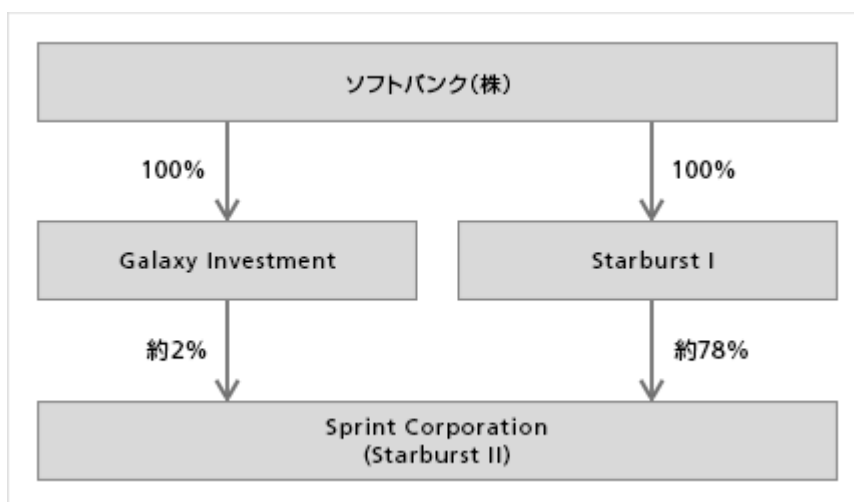 ソフトバンク(株)
100%
100%
Galaxy Investment
Starburst I
約2%
約78%
Sprint Corporation
(Starburst II)